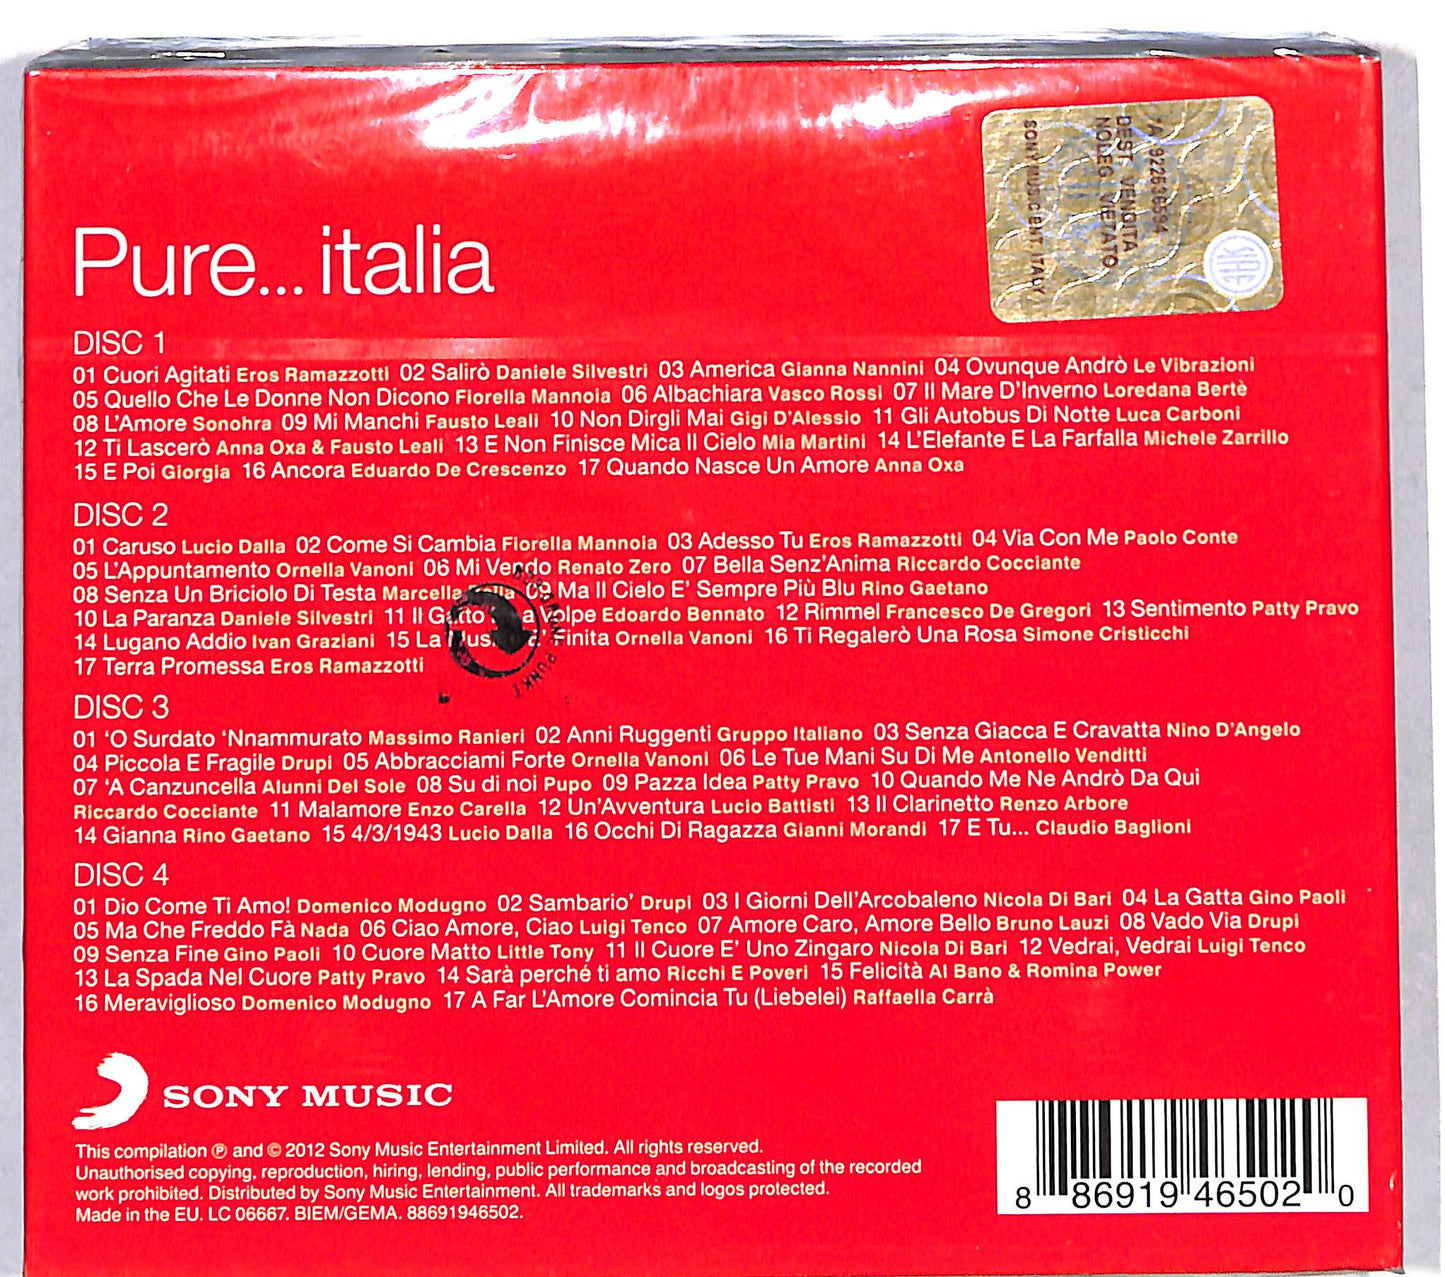 Pure... italia
/A 92253659 4
DEST. VENDITA
NOLEG. VIETATO
SONY MUSIC ENT. ITALY
SIAE
DISC 1
01 Cuori Agitati Eros Ramazzotti 02 Salirò Daniele Silvestri 03 America Gianna Nannini 04 Ovunque Andrò Le Vibrazioni
05 Quello Che Le Donne Non Dicono Fiorella Mannoia 06 Albachiara Vasco Rossi 07 Il Mare D'Inverno Loredana Bertè
08 L'Amore Sonohra 09 Mi Manchi Fausto Leali 10 Non Dirgli Mai Gigi D'Alessio 11 Gli Autobus Di Notte Luca Carboni
12 Ti Lascerò Anna Oxa & Fausto Leali 13 E Non Finisce Mica Il Cielo Mia Martini 14 L'Elefante E La Farfalla Michele Zarrillo
15 E Poi Giorgia 16 Ancora Eduardo De Crescenzo 17 Quando Nasce Un Amore Anna Oxa
DISC 2
01 Caruso Lucio Dalla 02 Come Si Cambia Fiorella Mannoia 03 Adesso Tu Eros Ramazzotti 04 Via Con Me Paolo Conte
05 L'Appuntamento Ornella Vanoni 06 Mi Vendo Renato Zero 07 Bella Senz'Anima Riccardo Cocciante
08 Senza Un Briciolo Di Testa Marcella Bella 09 Ma Il Cielo E' Sempre Più Blu Rino Gaetano
10 La Paranza Daniele Silvestri 11 Il Gatto E La Volpe Edoardo Bennato 12 Rimmel Francesco De Gregori 13 Sentimento Patty Pravo
14 Lugano Addio Ivan Graziani 15 La Musica E' Finita Ornella Vanoni 16 Ti Regalerò Una Rosa Simone Cristicchi
17 Terra Promessa Eros Ramazzotti
DISC 3
01 'O Surdato 'Nnammurato Massimo Ranieri 02 Anni Ruggenti Gruppo Italiano 03 Senza Giacca E Cravatta Nino D'Angelo
04 Piccola E Fragile Drupi 05 Abbracciami Forte Ornella Vanoni 06 Le Tue Mani Su Di Me Antonello Venditti
07 'A Canzuncella Alunni Del Sole 08 Su di noi Pupo 09 Pazza Idea Patty Pravo 10 Quando Me Ne Andrò Da Qui
Riccardo Cocciante 11 Malamore Enzo Carella 12 Un'Avventura Lucio Battisti 13 Il Clarinetto Renzo Arbore
14 Gianna Rino Gaetano 15 4/3/1943 Lucio Dalla 16 Occhi Di Ragazza Gianni Morandi 17 E Tu... Claudio Baglioni
DISC 4
01 Dio Come Ti Amo! Domenico Modugno 02 Sambario' Drupi 03 I Giorni Dell'Arcobaleno Nicola Di Bari 04 La Gatta Gino Paoli
05 Ma Che Freddo Fà Nada 06 Ciao Amore, Ciao Luigi Tenco 07 Amore Caro, Amore Bello Bruno Lauzi 08 Vado Via Drupi
09 Senza Fine Gino Paoli 10 Cuore Matto Little Tony 11 Il Cuore E' Uno Zingaro Nicola Di Bari 12 Vedrai, Vedrai Luigi Tenco
13 La Spada Nel Cuore Patty Pravo 14 Sarà perché ti amo Ricchi E Poveri 15 Felicità Al Bano & Romina Power
16 Meraviglioso Domenico Modugno 17 A Far L'Amore Comincia Tu (Liebelei) Raffaella Carrà
SONY MUSIC
This compilation ℗ and © 2012 Sony Music Entertainment Limited. All rights reserved.
Unauthorised copying, reproduction, hiring, lending, public performance and broadcasting of the recorded
work prohibited. Distributed by Sony Music Entertainment. All trademarks and logos protected.
Made in the EU. LC 06667. BIEM/GEMA. 88691946502.
8 86919 46502 0